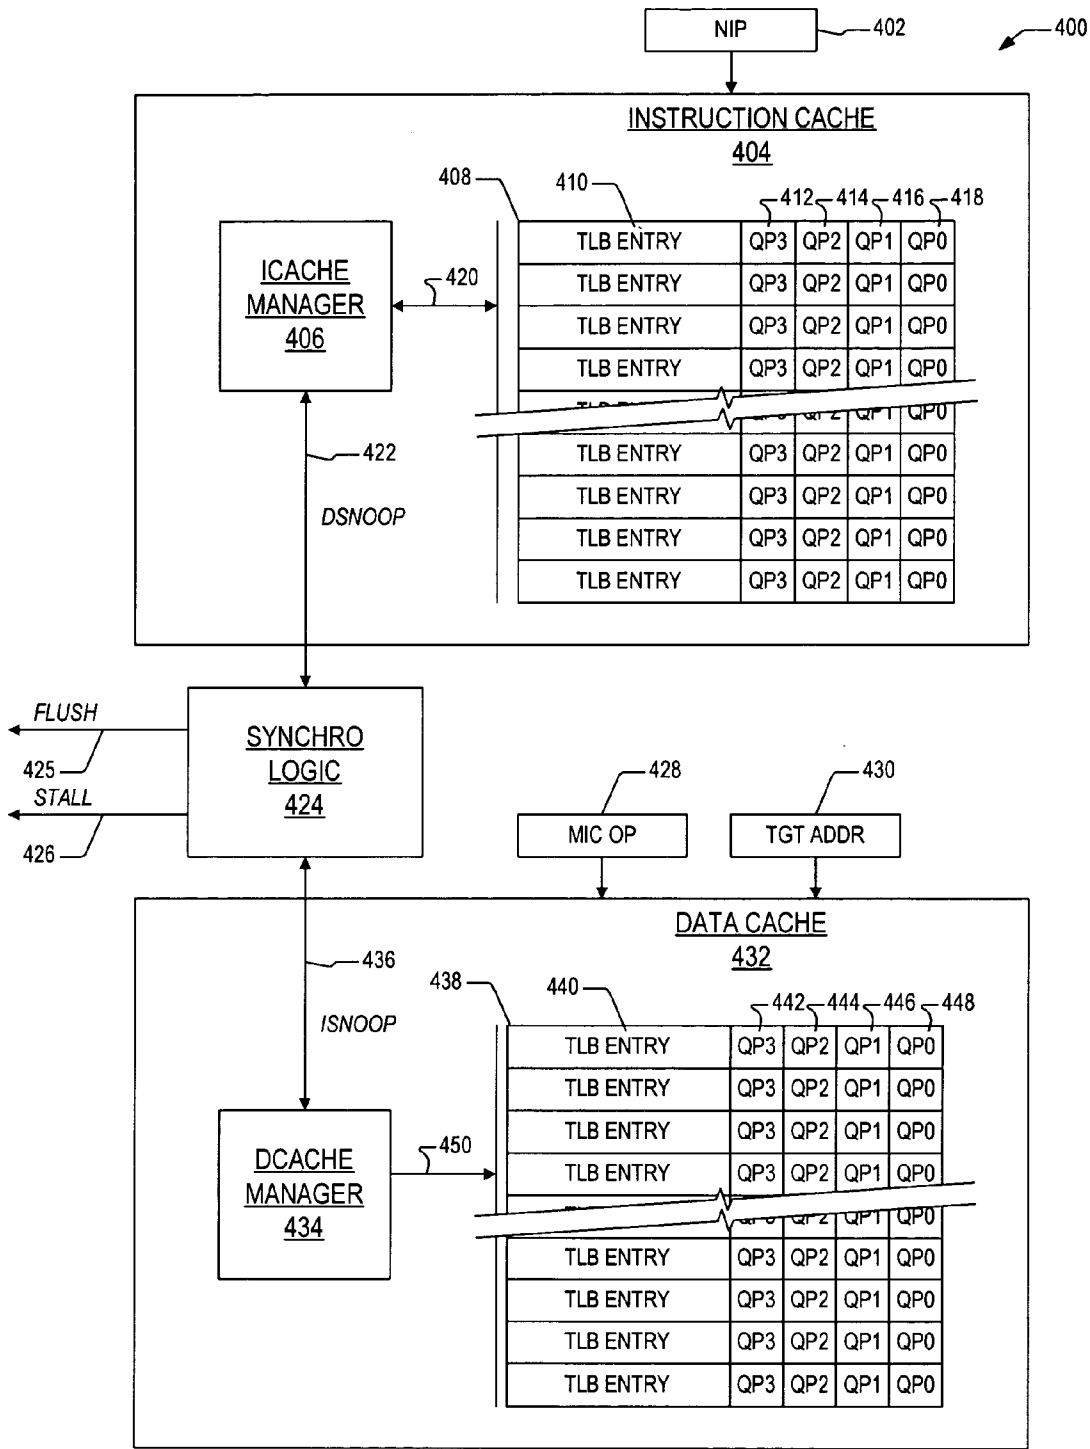 NIP 402 400
INSTRUCTION CACHE
404
408 410 412 414 416 418
TLB ENTRY QP3 QP2 QP1 QP0
TLB ENTRY QP3 QP2 QP1 QP0
TLB ENTRY QP3 QP2 QP1 QP0
TLB ENTRY QP3 QP2 QP1 QP0
QP2 QP1 QP0
TLB ENTRY QP3 QP2 QP1 QP0
TLB ENTRY QP3 QP2 QP1 QP0
TLB ENTRY QP3 QP2 QP1 QP0
TLB ENTRY QP3 QP2 QP1 QP0
ICACHE
MANAGER
406
420
422
DSNOOP
FLUSH
425
STALL
426
SYNCHRO
LOGIC
424
428 430
MIC OP TGT ADDR
DATA CACHE
432
436
ISNOOP
438 440 442 444 446 448
TLB ENTRY QP3 QP2 QP1 QP0
TLB ENTRY QP3 QP2 QP1 QP0
TLB ENTRY QP3 QP2 QP1 QP0
TLB ENTRY QP3 QP2 QP1 QP0
QP2 QP1 QP0
TLB ENTRY QP3 QP2 QP1 QP0
TLB ENTRY QP3 QP2 QP1 QP0
TLB ENTRY QP3 QP2 QP1 QP0
TLB ENTRY QP3 QP2 QP1 QP0
DCACHE
MANAGER
434
450